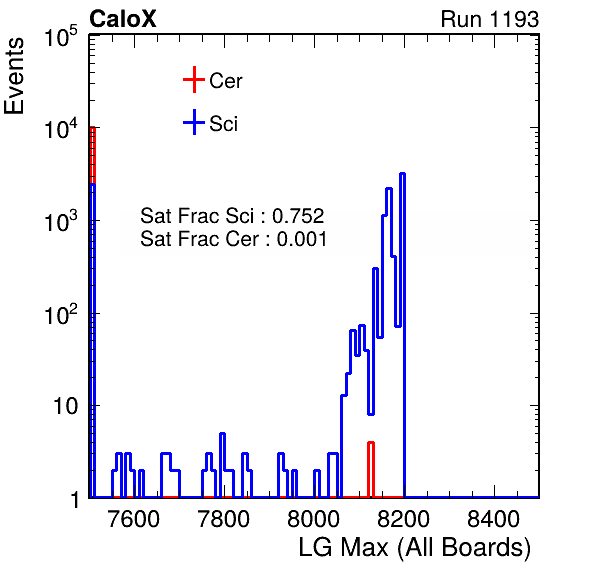 CaloX Run 1193
Events
10^5
10^4
10^3
10^2
10
1
Cer
Sci
Sat Frac Sci : 0.752
Sat Frac Cer : 0.001
7600 7800 8000 8200 8400
LG Max (All Boards)